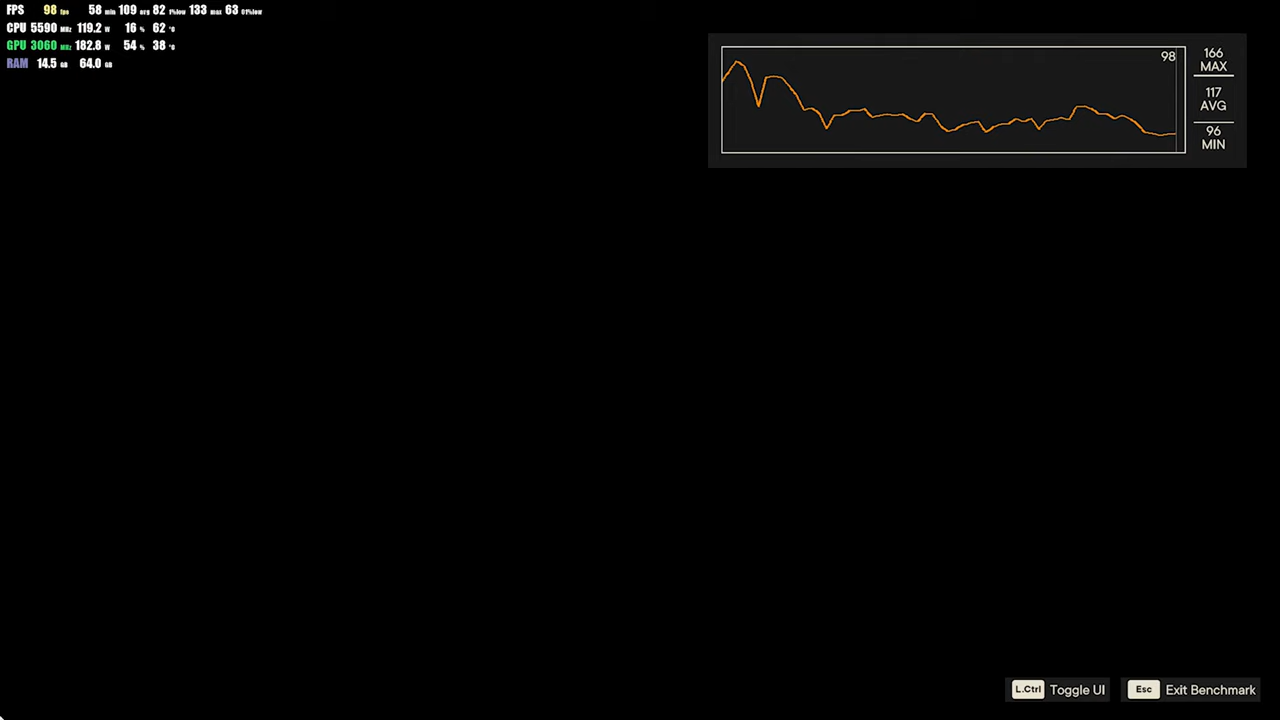 FPS 98 fps 58 min 109 avg 82 1%low 133 max 63 01%low
CPU 5590 MHz 119.2 W 16 % 62 °C
GPU 3060 MHz 182.8 W 54 % 38 °C
RAM 14.5 GB 64.0 GB
98
166
MAX
117
AVG
96
MIN
L.Ctrl Toggle UI Esc Exit Benchmark